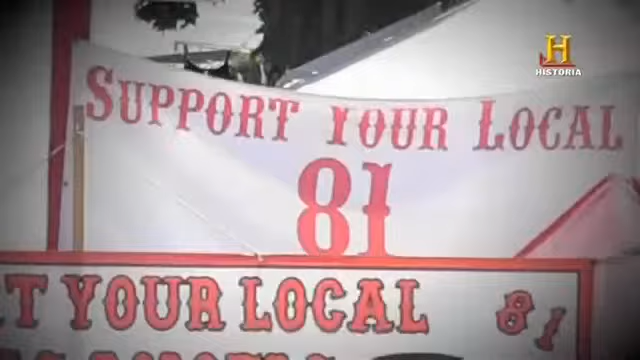 H
HISTORIA
SUPPORT YOUR LOCAL
81
T YOUR LOCAL 81